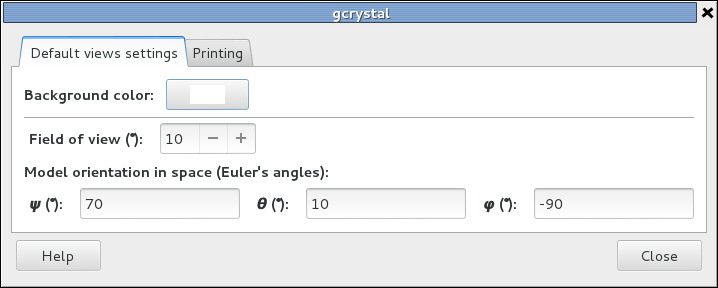 gcrystal
Default views settings Printing
Background color:
Field of view (°): 10 − +
Model orientation in space (Euler's angles):
ψ (°): 70 θ (°): 10 φ (°): -90
Help Close